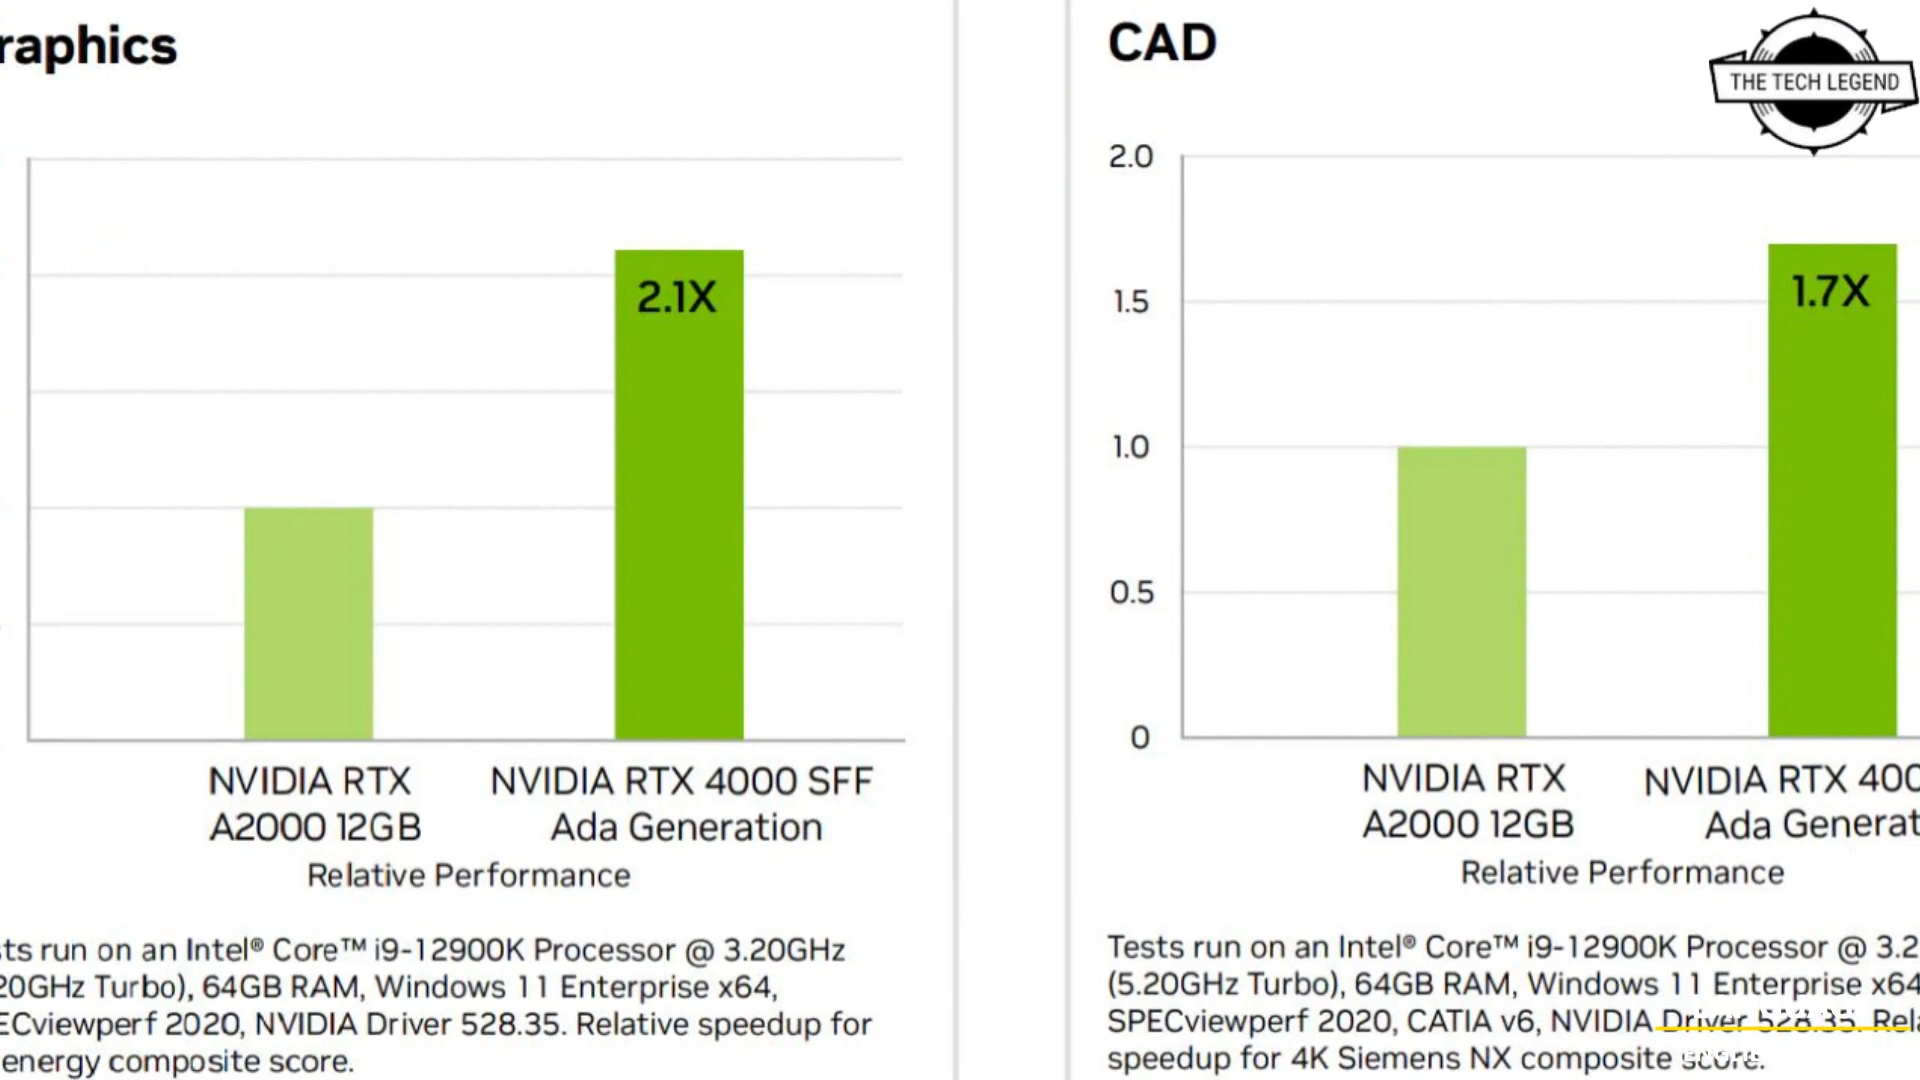 raphics
2.1X
NVIDIA RTX
A2000 12GB
NVIDIA RTX 4000 SFF
Ada Generation
Relative Performance
ts run on an Intel® Core™ i9-12900K Processor @ 3.20GHz
20GHz Turbo), 64GB RAM, Windows 11 Enterprise x64,
ECviewperf 2020, NVIDIA Driver 528.35. Relative speedup for
energy composite score.
CAD
THE TECH LEGEND
2.0
1.5
1.0
0.5
0
1.7X
NVIDIA RTX
A2000 12GB
NVIDIA RTX 400
Ada Generat
Relative Performance
Tests run on an Intel® Core™ i9-12900K Processor @ 3.2
(5.20GHz Turbo), 64GB RAM, Windows 11 Enterprise x64
SPECviewperf 2020, CATIA v6, NVIDIA Driver 528.35. Rela
speedup for 4K Siemens NX composite score.